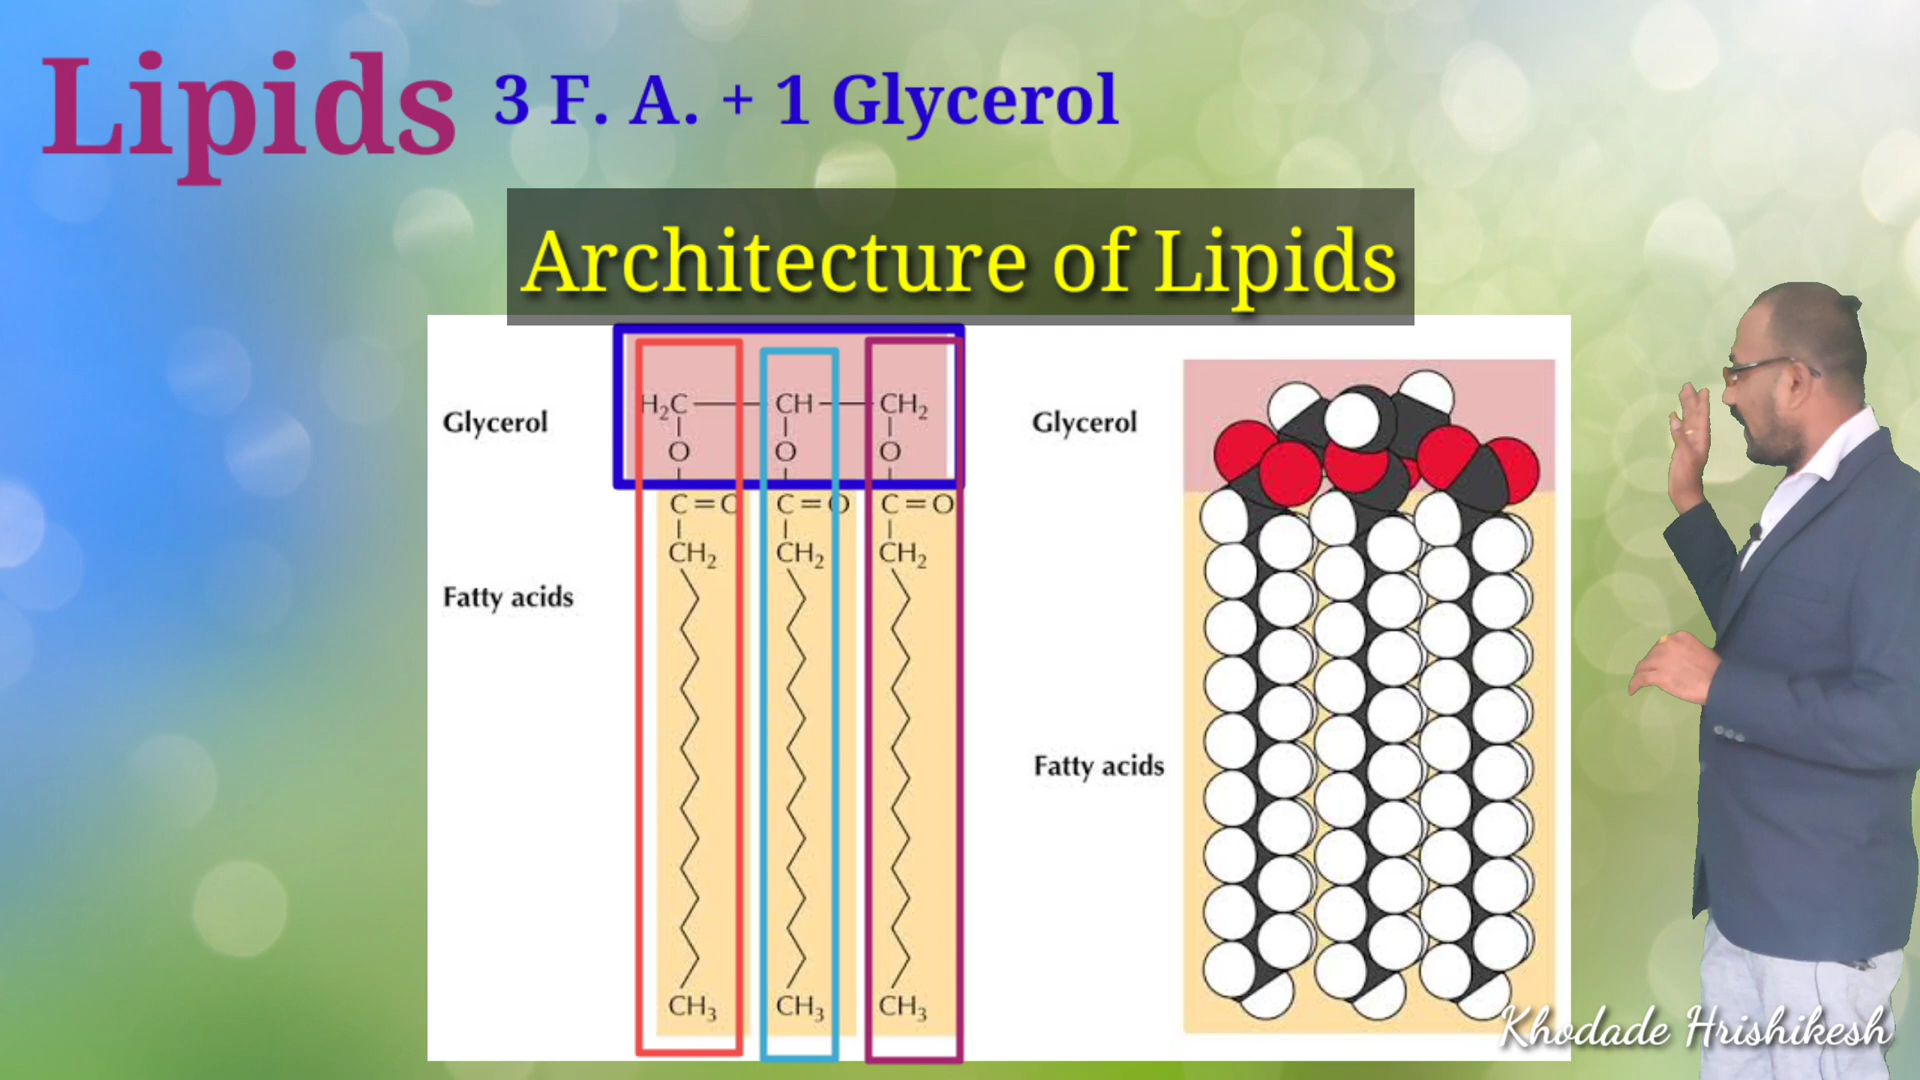 Lipids 3 F. A. + 1 Glycerol
Architecture of Lipids
Glycerol
H₂C CH CH₂
O O O
C=O C=O C=O
CH₂ CH₂ CH₂
Fatty acids
CH₃ CH₃ CH₃
Glycerol
Fatty acids
Khodade Hrishikesh